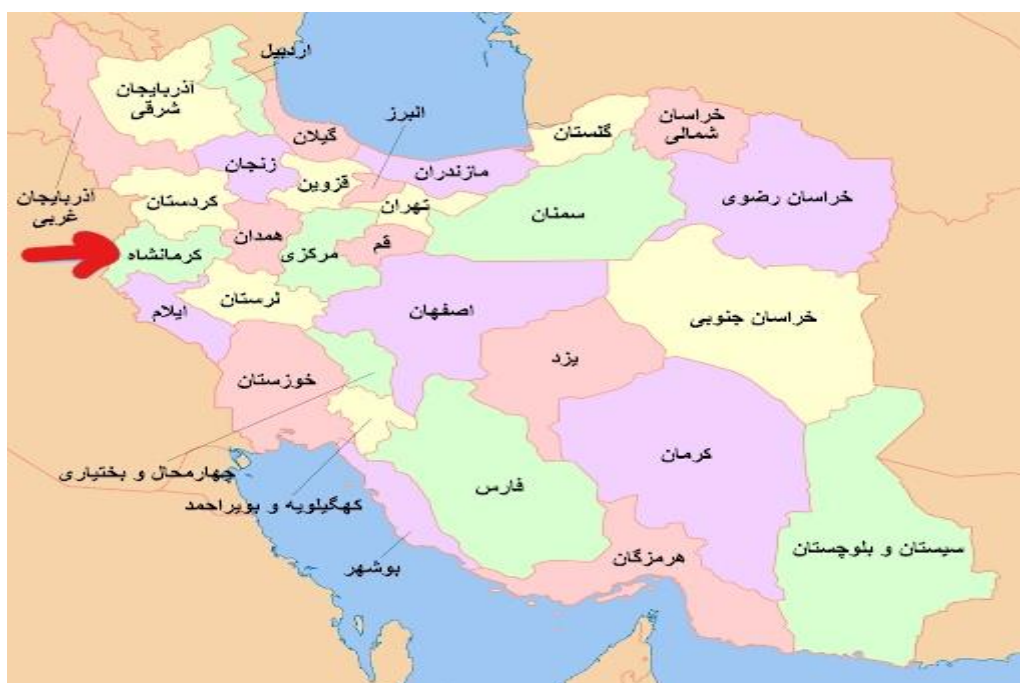 اردبیل
آذربایجان
شرقی
البرز
گیلان
گلستان
خراسان
شمالی
زنجان
قزوین
مازندران
آذربایجان
غربی
کردستان
تهران
سمنان
خراسان رضوی
کرمانشاه
همدان
مرکزی
قم
ایلام
لرستان
اصفهان
خراسان جنوبی
خوزستان
یزد
چهارمحال و بختیاری
کهگیلویه و بویراحمد
فارس
کرمان
سیستان و بلوچستان
بوشهر
هرمزگان